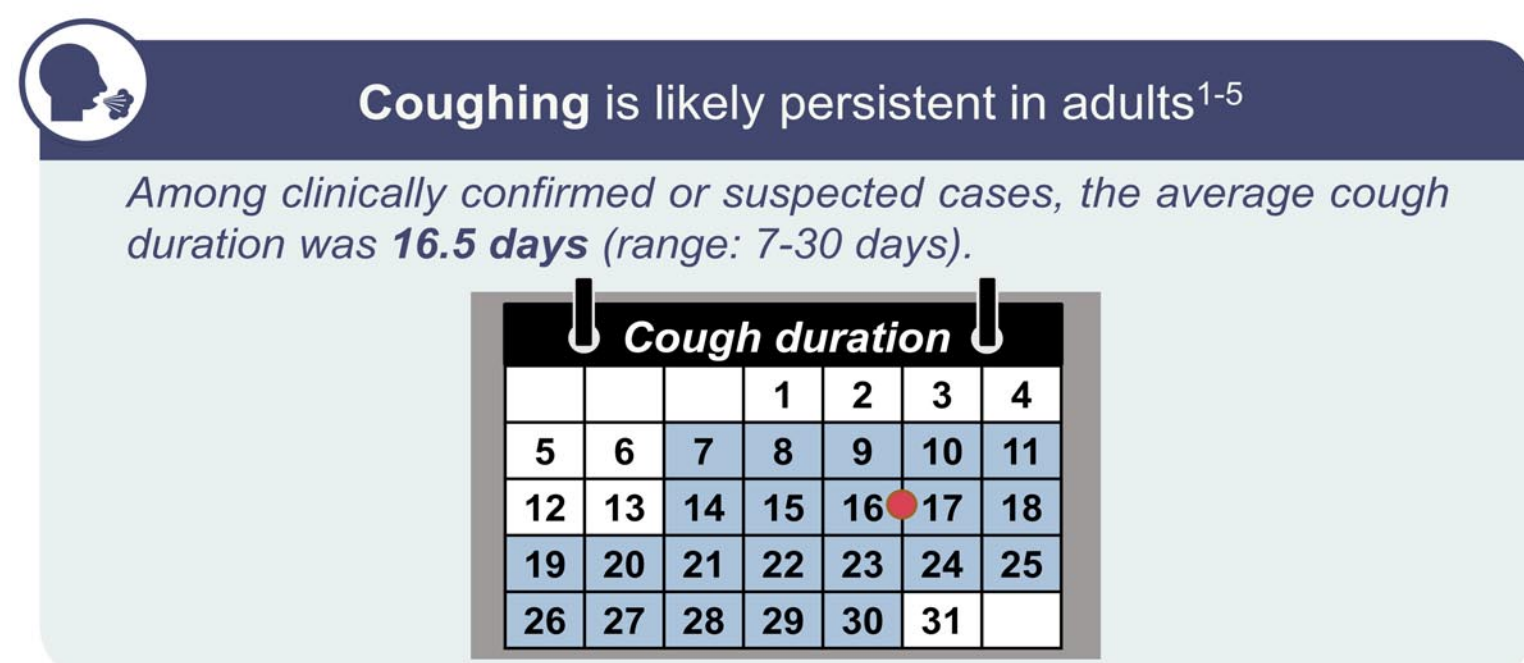 Coughing is likely persistent in adults1-5
Among clinically confirmed or suspected cases, the average cough
duration was 16.5 days (range: 7-30 days).
Cough duration
1 2 3 4
5 6 7 8 9 10 11
12 13 14 15 16 17 18
19 20 21 22 23 24 25
26 27 28 29 30 31